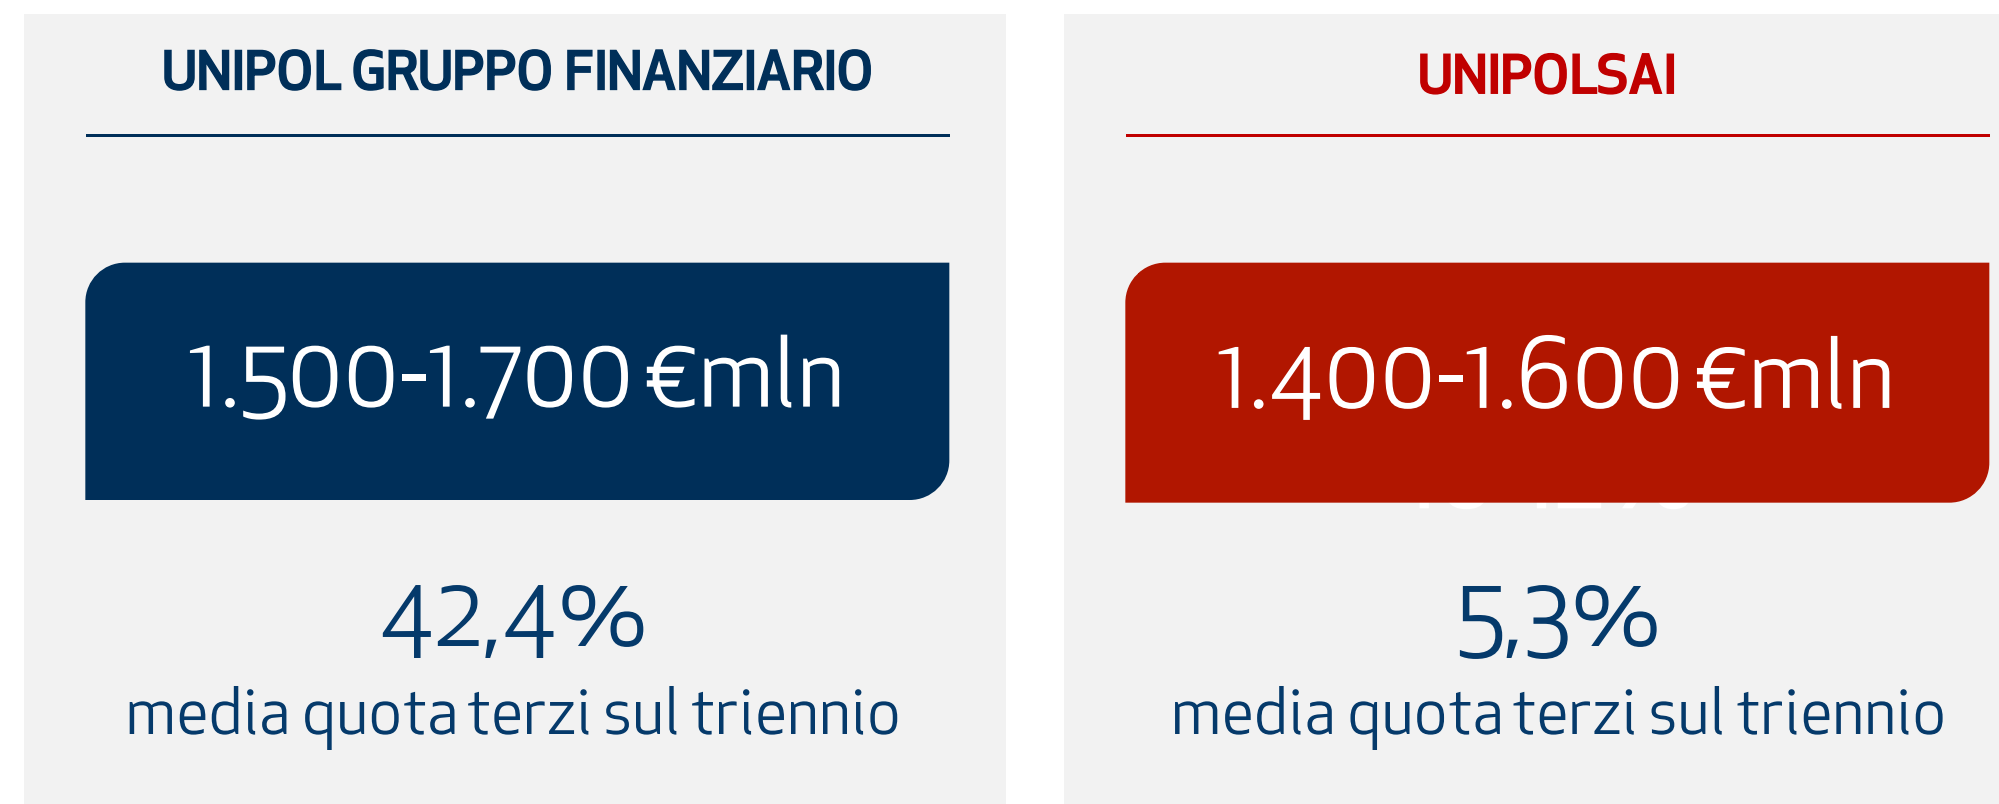 UNIPOL GRUPPO FINANZIARIO
1.500-1.700 €mln
42,4%
media quota terzi sul triennio
UNIPOLSAI
1.400-1.600 €mln
5,3%
media quota terzi sul triennio